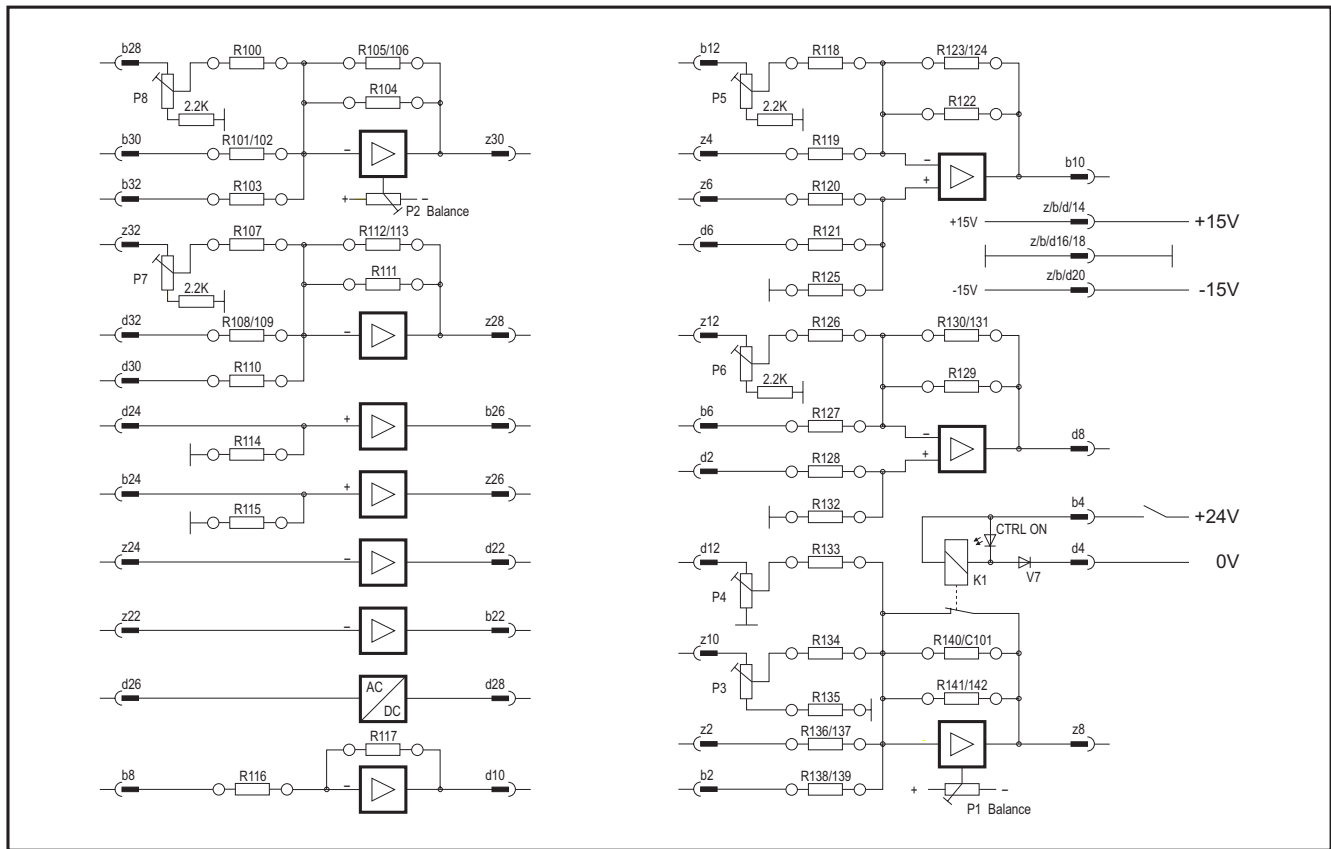 b28
R100
R105/106
P8
2.2K
R104
b30
R101/102
−
z30
b32
R103
+
−
P2 Balance
z32
R107
R112/113
P7
2.2K
R111
d32
R108/109
−
z28
d30
R110
d24
+
b26
R114
b24
+
z26
R115
z24
−
d22
z22
−
b22
d26
AC
DC
d28
R117
b8
R116
−
d10
b12
R118
R123/124
P5
2.2K
R122
z4
R119
−
z6
R120
+
b10
d6
R121
R125
+15V
z/b/d/14
+15V
z/b/d16/18
-15V
z/b/d20
-15V
z12
R126
R130/131
P6
2.2K
R129
b6
R127
−
d2
R128
+
d8
R132
b4
+24V
CTRL ON
d4
0V
K1
V7
d12
R133
P4
z10
R134
R140/C101
P3
R135
R141/142
z2
R136/137
−
z8
b2
R138/139
+
−
P1 Balance